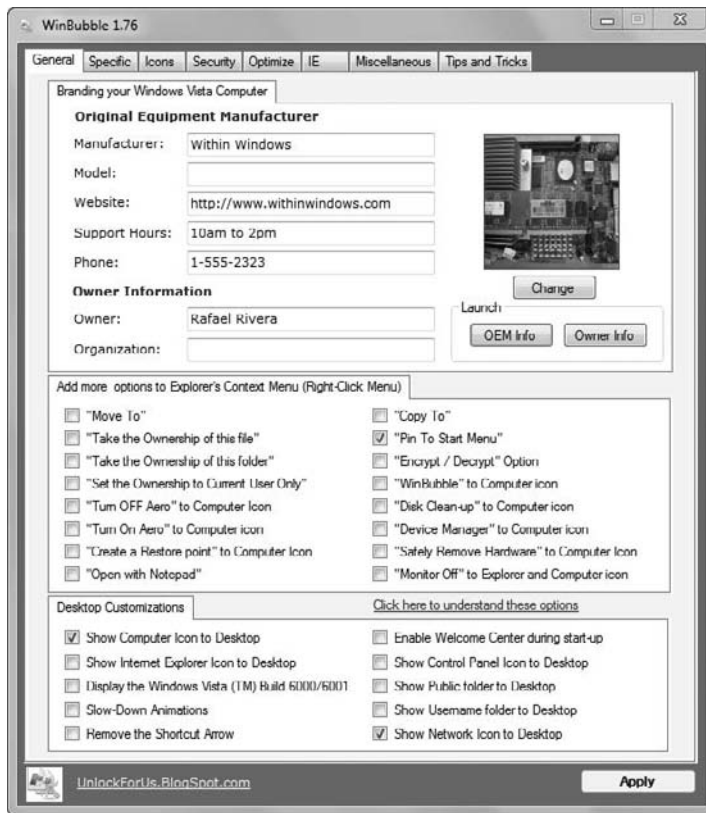 WinBubble 1.76
General Specific Icons Security Optimize IE Miscellaneous Tips and Tricks
Branding your Windows Vista Computer
Original Equipment Manufacturer
Manufacturer: Within Windows
Model:
Website: http://www.withinwindows.com
Support Hours: 10am to 2pm
Phone: 1-555-2323
Change
Owner Information
Launch
Owner: Rafael Rivera
OEM Info Owner Info
Organization:
Add more options to Explorer's Context Menu (Right-Click Menu)
"Move To" "Copy To"
"Take the Ownership of this file" "Pin To Start Menu"
"Take the Ownership of this folder" "Encrypt / Decrypt" Option
"Set the Ownership to Current User Only" "WinBubble" to Computer icon
"Turn OFF Aero" to Computer Icon "Disk Clean-up" to Computer icon
"Turn On Aero" to Computer icon "Device Manager" to Computer icon
"Create a Restore point" to Computer Icon "Safely Remove Hardware" to Computer Icon
"Open with Notepad" "Monitor Off" to Explorer and Computer icon
Desktop Customizations Click here to understand these options
Show Computer Icon to Desktop Enable Welcome Center during start-up
Show Internet Explorer Icon to Desktop Show Control Panel Icon to Desktop
Display the Windows Vista (TM) Build 6000/6001 Show Public folder to Desktop
Slow-Down Animations Show Username folder to Desktop
Remove the Shortcut Arrow Show Network Icon to Desktop
UnlockForUs.BlogSpot.com Apply